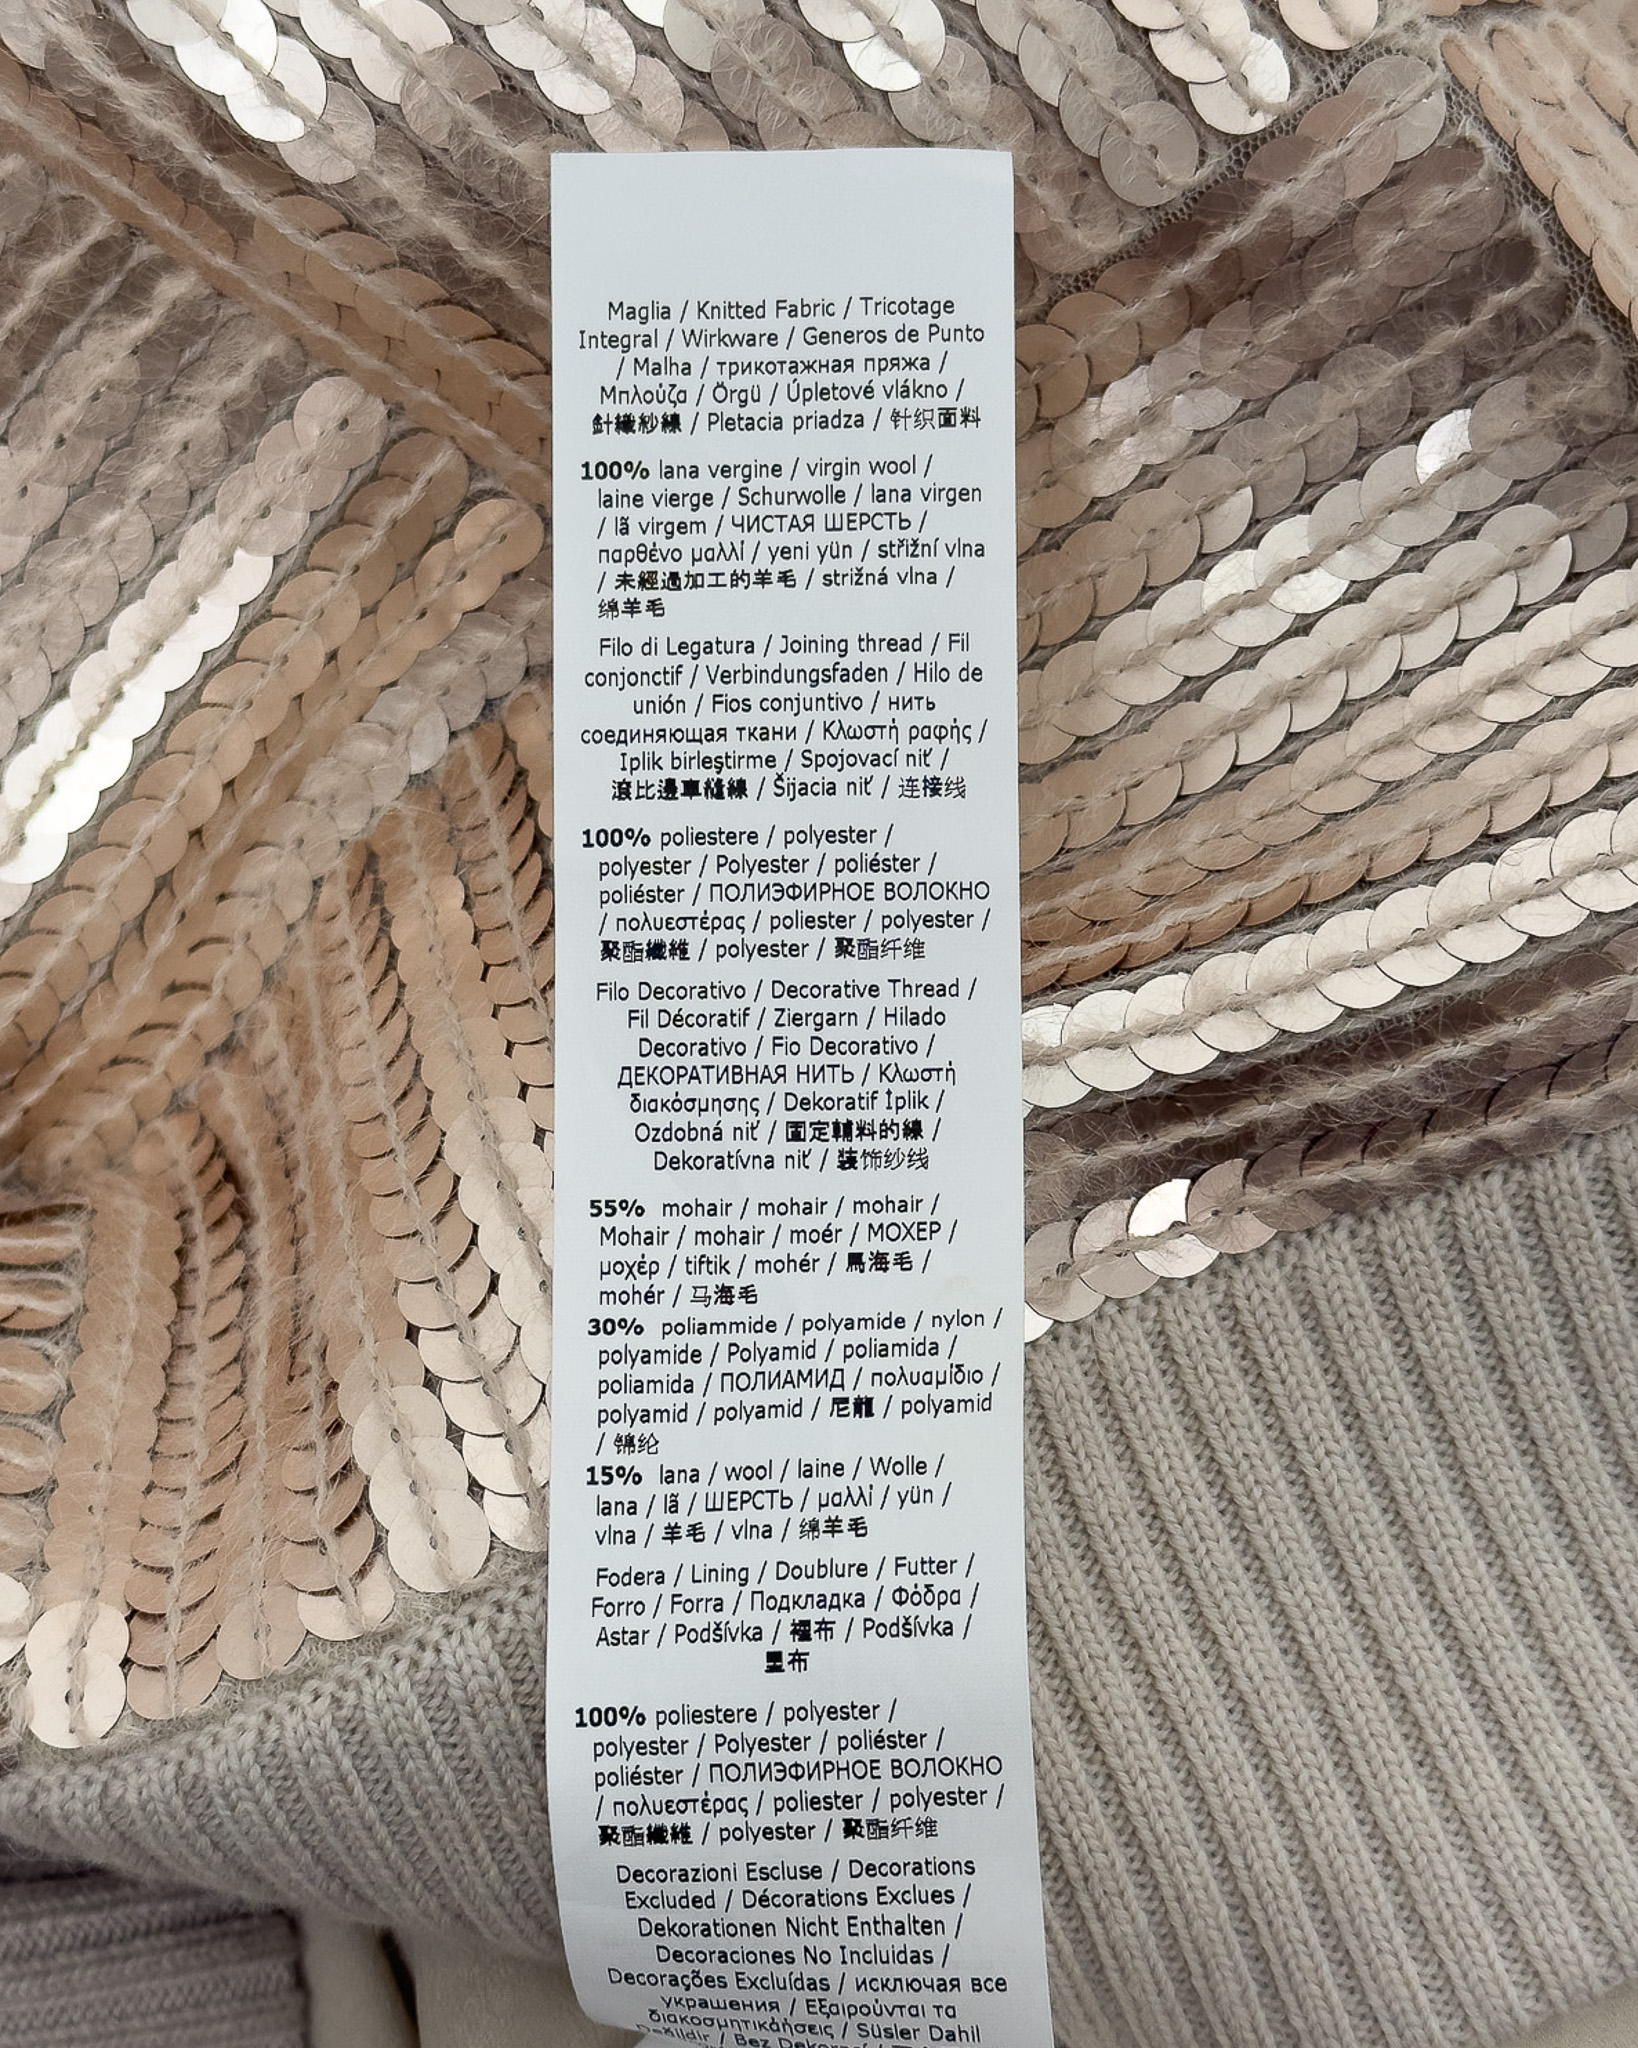 Maglia / Knitted Fabric / Tricotage
Integral / Wirkware / Generos de Punto
/ Malha / трикотажная пряжа /
Μπλούζα / Örgü / Úpletové vlákno /
針織紗線 / Pletacia priadza / 针织面料
100% lana vergine / virgin wool /
laine vierge / Schurwolle / lana virgen
/ lã virgem / ЧИСТАЯ ШЕРСТЬ /
παρθένο μαλλί / yeni yün / střižní vlna
/ 未經過加工的羊毛 / strižná vlna /
绵羊毛
Filo di Legatura / Joining thread / Fil
conjonctif / Verbindungsfaden / Hilo de
unión / Fios conjuntivo / нить
соединяющая ткани / Κλωστή ραφής /
Iplik birleştirme / Spojovací niť /
滾比邊車縫線 / Šijacia niť / 连接线
100% poliestere / polyester /
polyester / Polyester / poliéster /
poliéster / ПОЛИЭФИРНОЕ ВОЛОКНО
/ πολυεστέρας / poliester / polyester /
聚酯纖維 / polyester / 聚酯纤维
Filo Decorativo / Decorative Thread /
Fil Décoratif / Ziergarn / Hilado
Decorativo / Fio Decorativo /
ДЕКОРАТИВНАЯ НИТЬ / Κλωστή
διακόσμησης / Dekoratif İplik /
Ozdobná niť / 固定輔料的線 /
Dekoratívna niť / 装饰纱线
55% mohair / mohair / mohair /
Mohair / mohair / moér / МОХЕР /
μοχέρ / tiftik / mohér / 馬海毛 /
mohér / 马海毛
30% poliammide / polyamide / nylon /
polyamide / Polyamid / poliamida /
poliamida / ПОЛИАМИД / πολυαμίδιο /
polyamid / polyamid / 尼龍 / polyamid
/ 锦纶
15% lana / wool / laine / Wolle /
lana / lã / ШЕРСТЬ / μαλλί / yün /
vlna / 羊毛 / vlna / 绵羊毛
Fodera / Lining / Doublure / Futter /
Forro / Forra / Подкладка / Φόδρα /
Astar / Podšívka / 裡布 / Podšívka /
里布
100% poliestere / polyester /
polyester / Polyester / poliéster /
poliéster / ПОЛИЭФИРНОЕ ВОЛОКНО
/ πολυεστέρας / poliester / polyester /
聚酯纖維 / polyester / 聚酯纤维
Decorazioni Escluse / Decorations
Excluded / Décorations Exclues /
Dekorationen Nicht Enthalten /
Decoraciones No Incluidas /
Decorações Excluídas / исключая все
украшения / Εξαιρούνται τα
διακοσμητικάήσεις / Süsler Dahil
Değildir / Bez Dekorací /